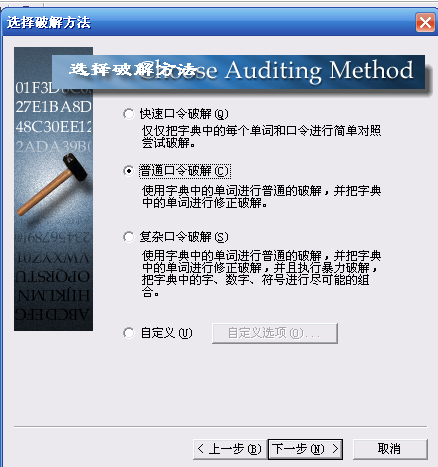 选择破解方法
选择破解方法
Choose Auditing Method
01F3D
27E1BA8D
48C30EE12
2ADA39B
快速口令破解(Q)
仅仅把字典中的每个单词和口令进行简单对照
尝试破解。
普通口令破解(C)
使用字典中的单词进行普通的破解，并把字典
中的单词进行修正破解。
复杂口令破解(S)
使用字典中的单词进行普通的破解，并把字典
中的单词进行修正破解，并且执行暴力破解，
把字典中的字、数字、符号进行尽可能的组
合。
自定义(U)
自定义选项(O)...
< 上一步(B)
下一步(N) >
取消